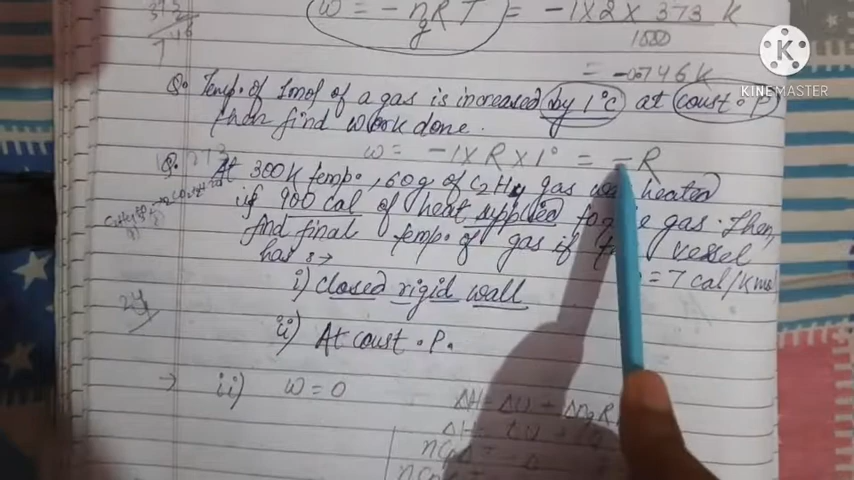 w = -ngRT = -1×2×373 K
1000
= -0.746 K
KINEMASTER
Q. Temp. of 1mol of a gas is increased by 1°C at const. P
then find work done.
w = -1×R×1° = -R
Q. At 300K temp., 60g of C2H4 gas was heated
if 900 cal of heat supplied to the gas. Then,
find final temp. of gas if the vessel
has :→
= 7 cal/Kmol
i) closed rigid wall
ii) At const. P.
→ ii) w = 0
ΔH = ΔU + ΔngR
ΔH =